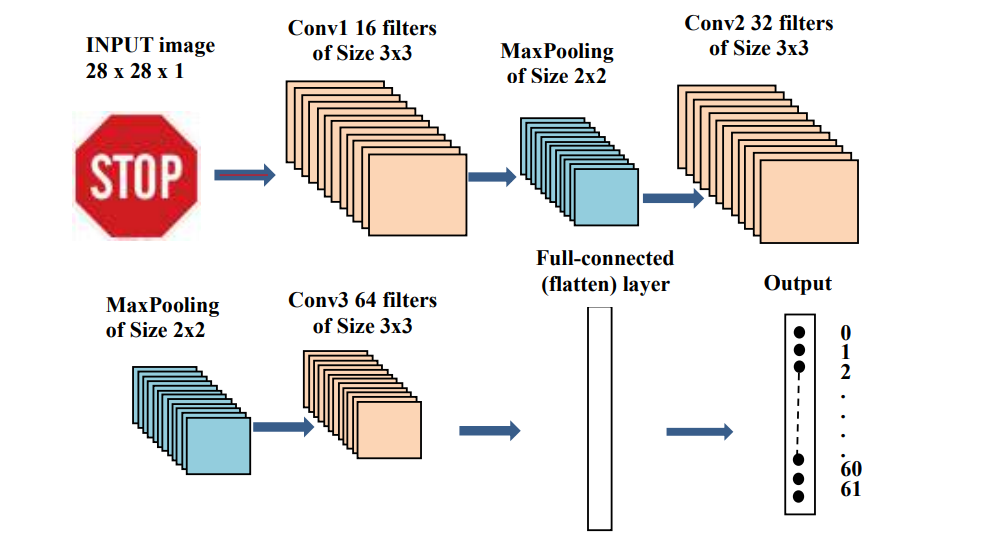 INPUT image
28 x 28 x 1
STOP
Conv1 16 filters
of Size 3x3
MaxPooling
of Size 2x2
Conv2 32 filters
of Size 3x3
MaxPooling
of Size 2x2
Conv3 64 filters
of Size 3x3
Full-connected
(flatten) layer
Output
0
1
2
.
.
.
.
60
61